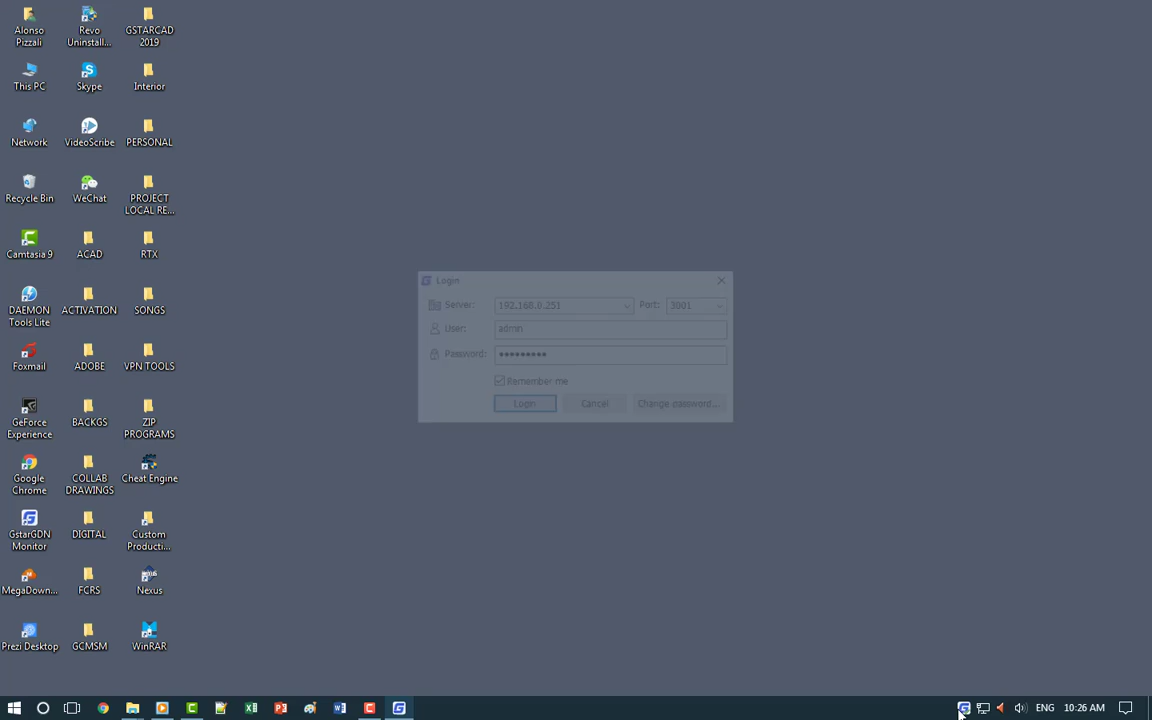 Alonso
Pizzali
Revo
Uninstall...
GSTARCAD
2019
This PC
Skype
Interior
Network
VideoScribe
PERSONAL
Recycle Bin
WeChat
PROJECT
LOCAL RE...
Camtasia 9
ACAD
RTX
DAEMON
Tools Lite
ACTIVATION
SONGS
Foxmail
ADOBE
VPN TOOLS
GeForce
Experience
BACKGS
ZIP
PROGRAMS
Google
Chrome
COLLAB
DRAWINGS
Cheat Engine
GstarGDN
Monitor
DIGITAL
Custom
Producti...
MegaDown...
FCRS
Nexus
Prezi Desktop
GCMSM
WinRAR
Login
Server: 192.168.0.251 Port: 3001
User: admin
Password: •••••••••
Remember me
Login Cancel Change password...
ENG 10:26 AM